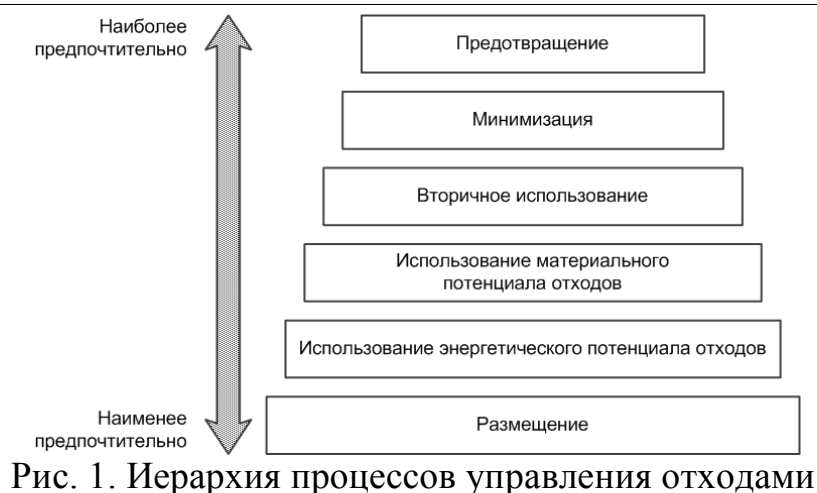 Наиболее
предпочтительно
Предотвращение
Минимизация
Вторичное использование
Использование материального
потенциала отходов
Использование энергетического потенциала отходов
Наименее
предпочтительно
Размещение
Рис. 1. Иерархия процессов управления отходами